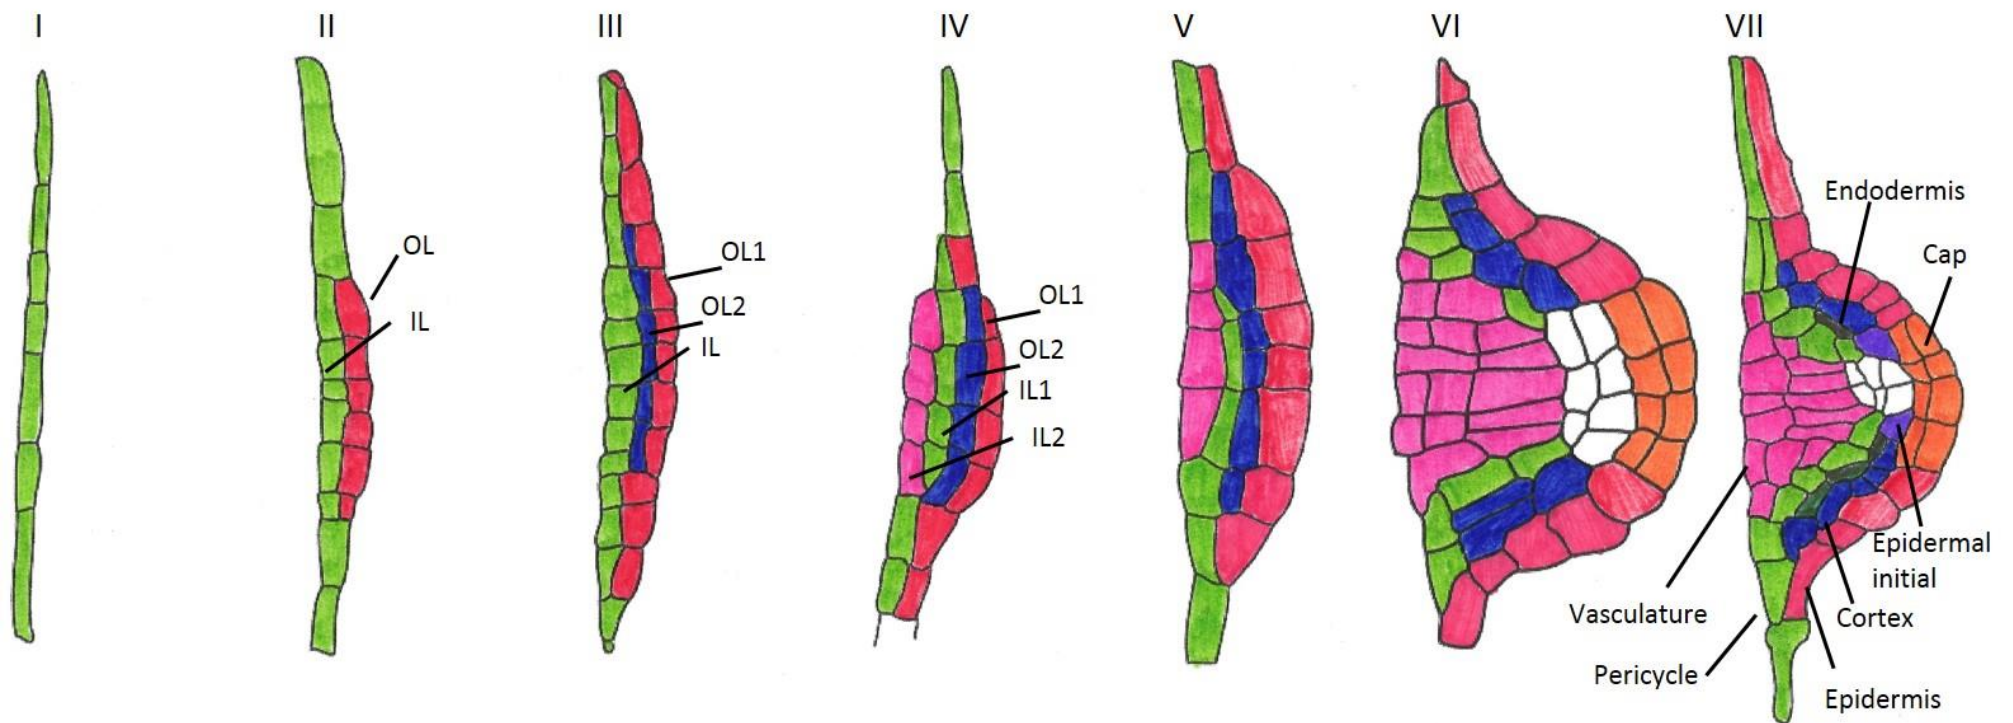 I
II
III
IV
V
VI
VII
OL
IL
OL1
OL2
IL
OL1
OL2
IL1
IL2
Endodermis
Cap
Epidermal
initial
Cortex
Vasculature
Pericycle
Epidermis